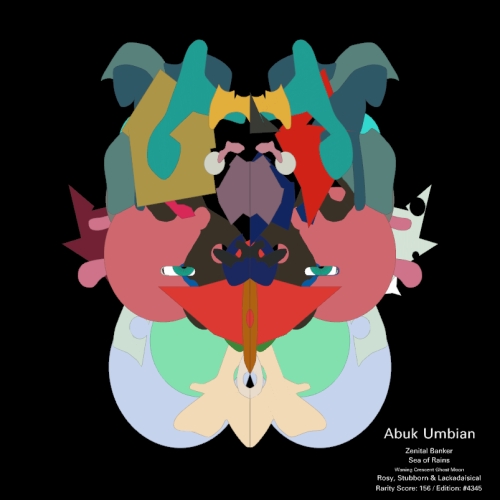 Abuk Umbian
Zenital Banker
Sea of Rains
Waning Crescent Ghost Moon
Rosy, Stubborn & Lackadaisical
Rarity Score: 156 / Edition: #4345